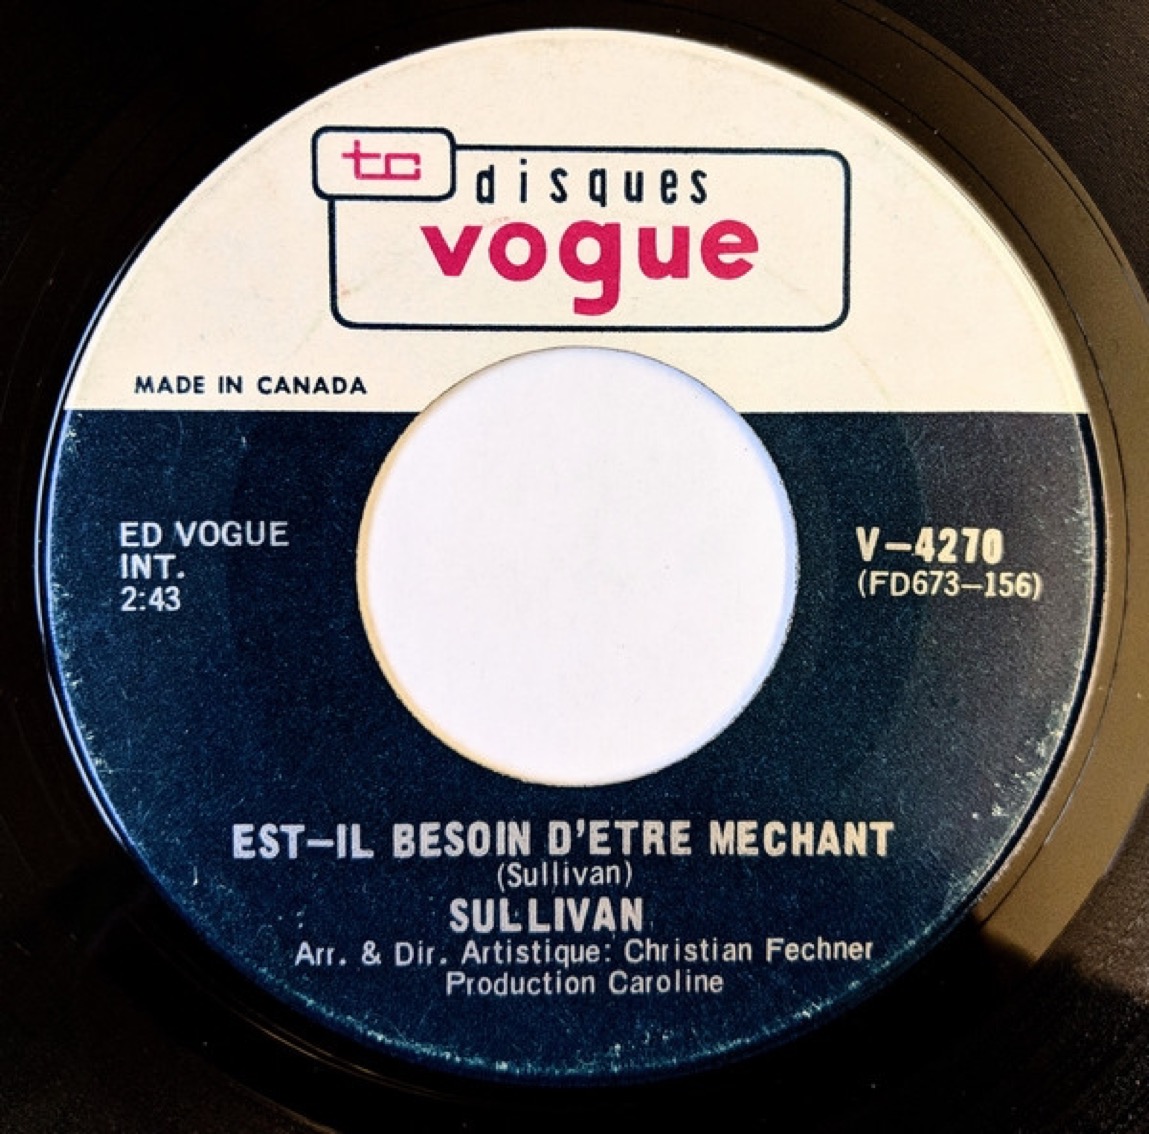 tc
disques
vogue
MADE IN CANADA
ED VOGUE
INT.
2:43
V-4270
(FD673-156)
EST-IL BESOIN D'ETRE MECHANT
(Sullivan)
SULLIVAN
Arr. & Dir. Artistique: Christian Fechner
Production Caroline